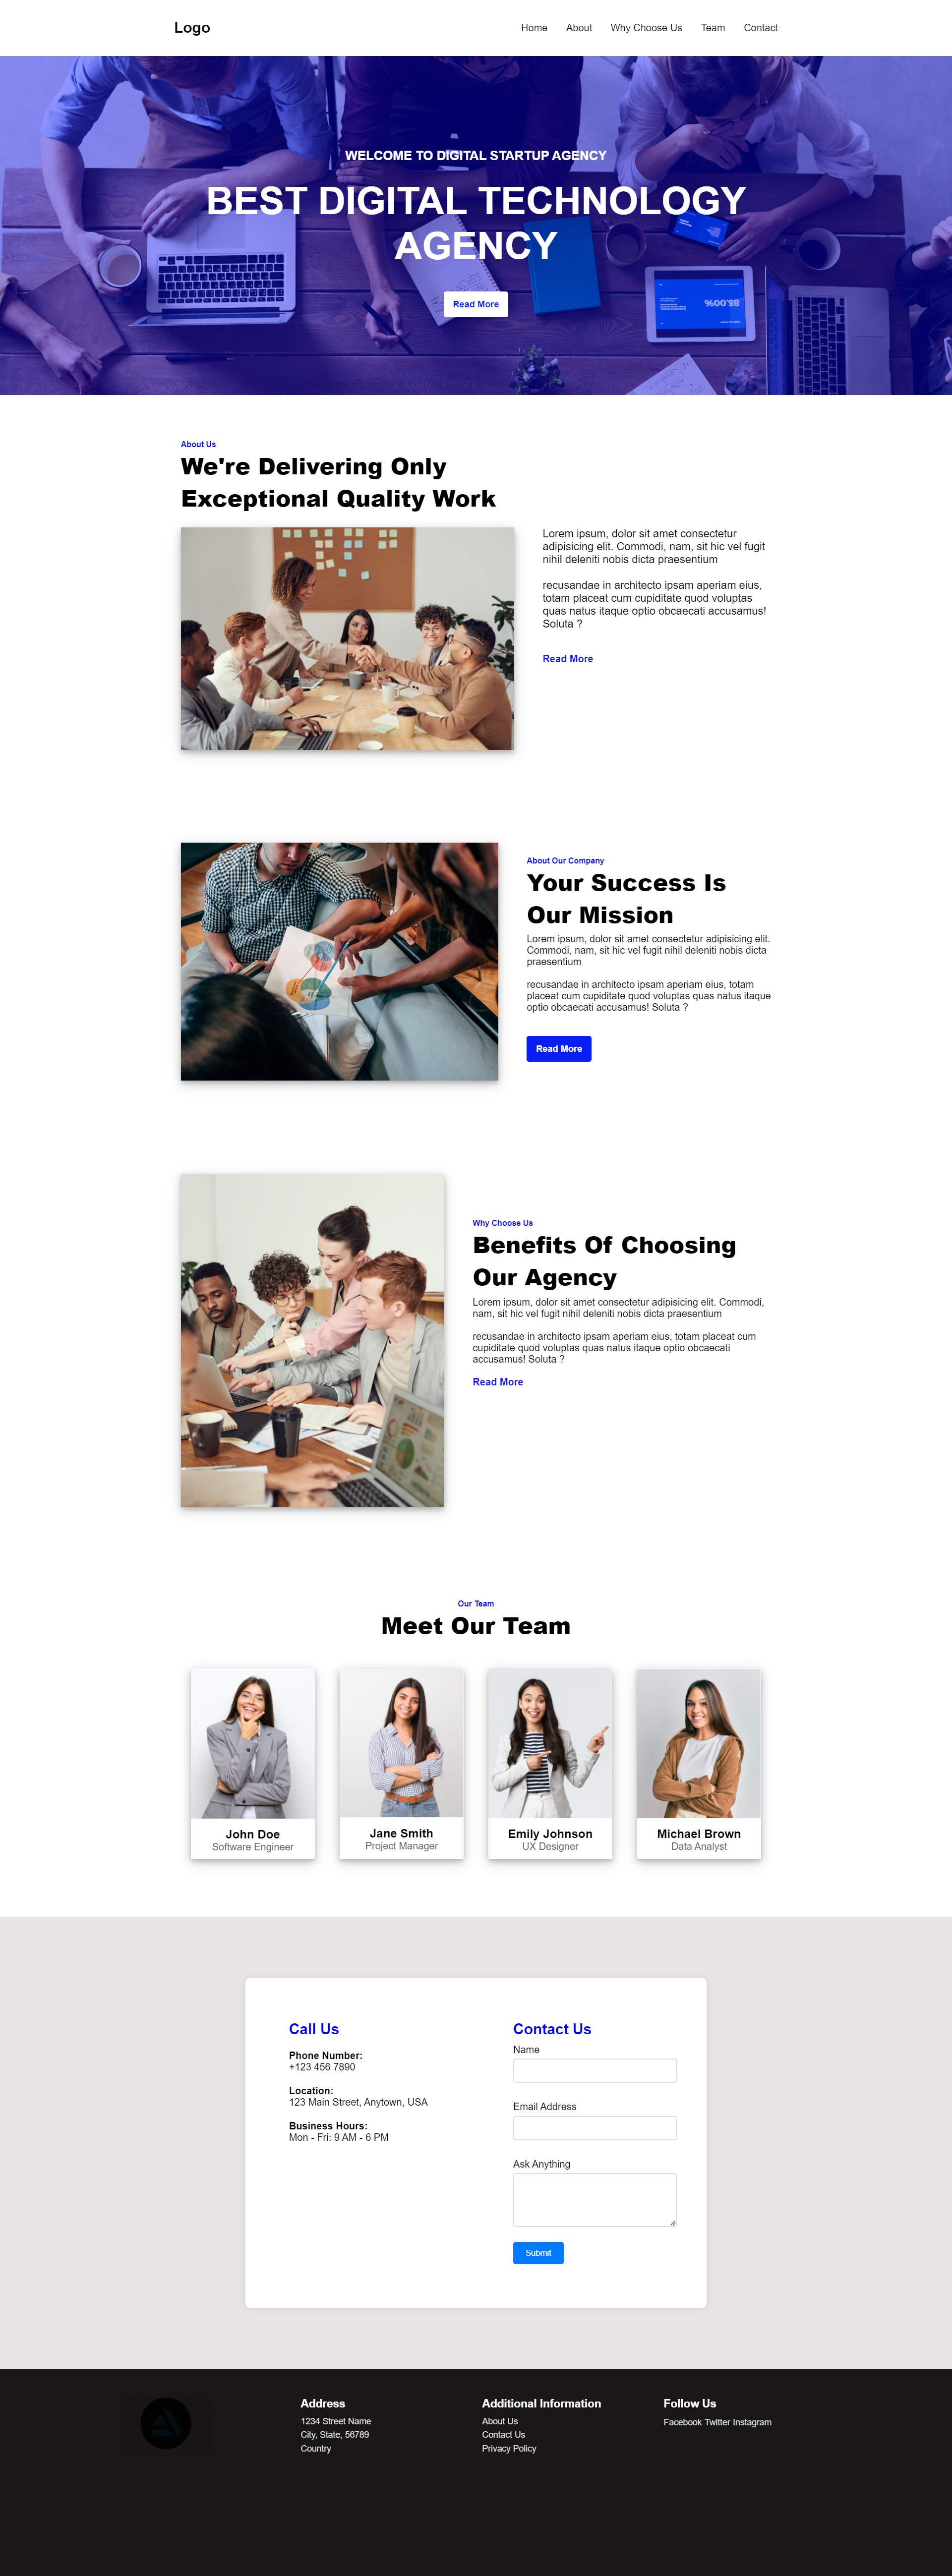 Logo
Home About Why Choose Us Team Contact
WELCOME TO DIGITAL STARTUP AGENCY
BEST DIGITAL TECHNOLOGY
AGENCY
85.00%
Read More
About Us
We're Delivering Only
Exceptional Quality Work
Lorem ipsum, dolor sit amet consectetur
adipisicing elit. Commodi, nam, sit hic vel fugit
nihil deleniti nobis dicta praesentium
recusandae in architecto ipsam aperiam eius,
totam placeat cum cupiditate quod voluptas
quas natus itaque optio obcaecati accusamus!
Soluta ?
Read More
About Our Company
Your Success Is
Our Mission
Lorem ipsum, dolor sit amet consectetur adipisicing elit.
Commodi, nam, sit hic vel fugit nihil deleniti nobis dicta
praesentium
recusandae in architecto ipsam aperiam eius, totam
placeat cum cupiditate quod voluptas quas natus itaque
optio obcaecati accusamus! Soluta ?
Read More
Why Choose Us
Benefits Of Choosing
Our Agency
Lorem ipsum, dolor sit amet consectetur adipisicing elit. Commodi,
nam, sit hic vel fugit nihil deleniti nobis dicta praesentium
recusandae in architecto ipsam aperiam eius, totam placeat cum
cupiditate quod voluptas quas natus itaque optio obcaecati
accusamus! Soluta ?
Read More
Our Team
Meet Our Team
John Doe
Software Engineer
Jane Smith
Project Manager
Emily Johnson
UX Designer
Michael Brown
Data Analyst
Call Us
Phone Number:
+123 456 7890
Location:
123 Main Street, Anytown, USA
Business Hours:
Mon - Fri: 9 AM - 6 PM
Contact Us
Name
Email Address
Ask Anything
Submit
Address
1234 Street Name
City, State, 56789
Country
Additional Information
About Us
Contact Us
Privacy Policy
Follow Us
Facebook Twitter Instagram